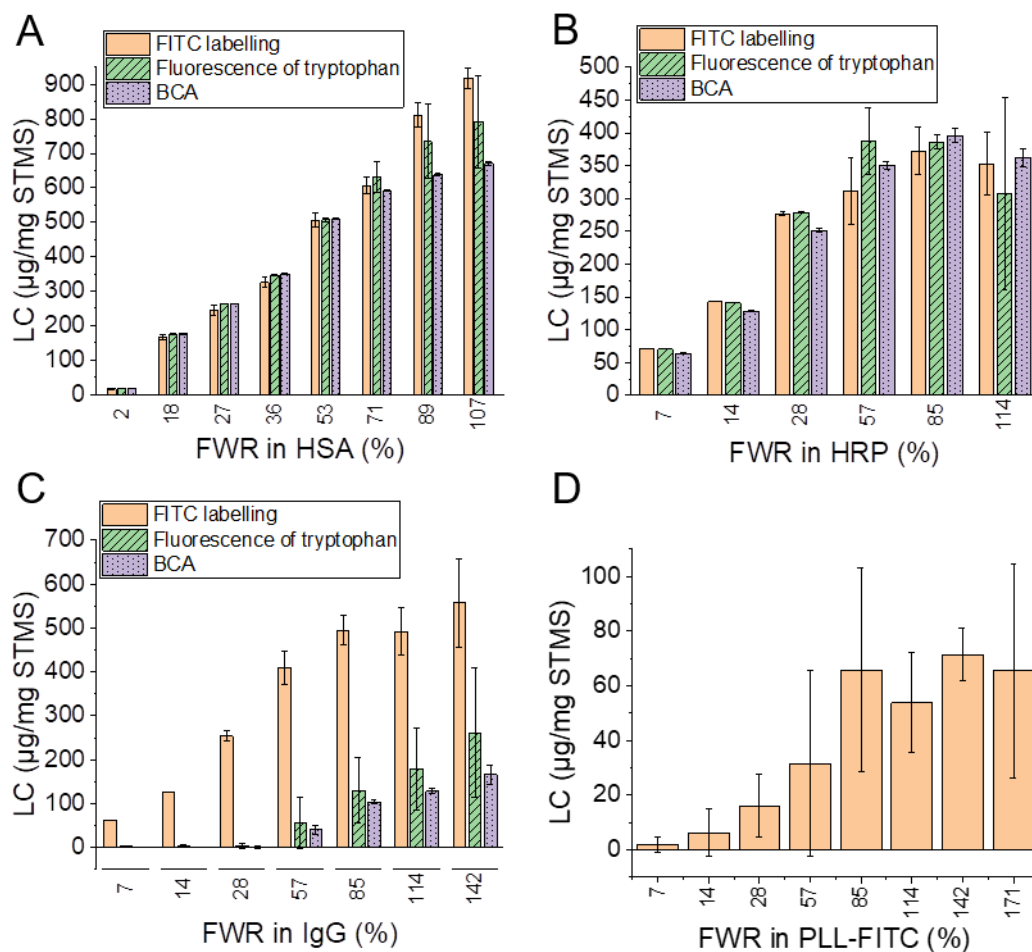 A
FITC labelling
Fluorescence of tryptophan
BCA
LC (µg/mg STMS)
900
800
700
600
500
400
300
200
100
0
2 18 27 36 53 71 89 107
FWR in HSA (%)
B
FITC labelling
Fluorescence of tryptophan
BCA
LC (µg/mg STMS)
500
450
400
350
300
250
200
150
100
50
0
7 14 28 57 85 114
FWR in HRP (%)
C
FITC labelling
Fluorescence of tryptophan
BCA
LC (µg/mg STMS)
700
600
500
400
300
200
100
0
7 14 28 57 85 114 142
FWR in IgG (%)
D
LC (µg/mg STMS)
100
80
60
40
20
0
7 14 28 57 85 114 142 171
FWR in PLL-FITC (%)